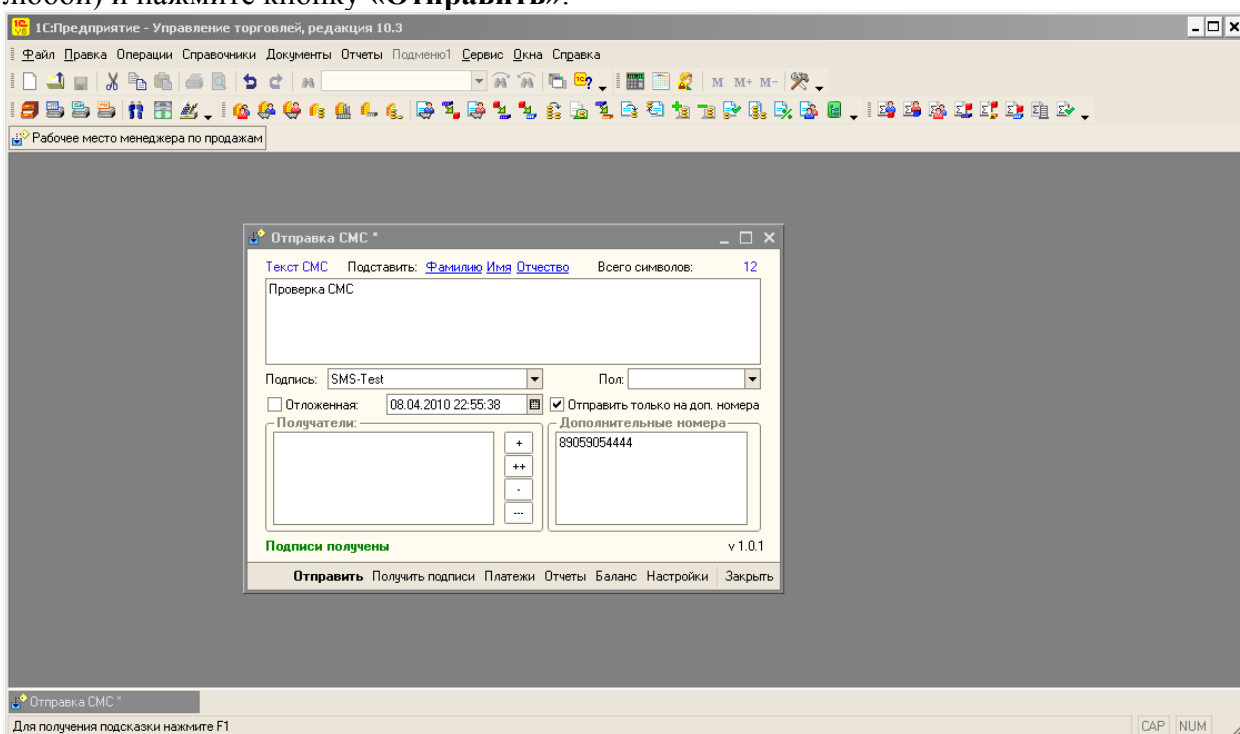 любой) и нажмите кнопку «Отправить».
1С:Предприятие - Управление торговлей, редакция 10.3
Файл Правка Операции Справочники Документы Отчеты Подменю1 Сервис Окна Справка
M M+ M-
Рабочее место менеджера по продажам
Отправка СМС *
Текст СМС Подставить: Фамилию Имя Отчество Всего символов: 12
Проверка СМС
Подпись: SMS-Test Пол:
Отложенная: 08.04.2010 22:55:38 Отправить только на доп. номера
Получатели: Дополнительные номера
+ 89059054444
++
-
---
Подписи получены v 1.0.1
Отправить Получить подписи Платежи Отчеты Баланс Настройки Закрыть
Отправка СМС *
Для получения подсказки нажмите F1 CAP NUM